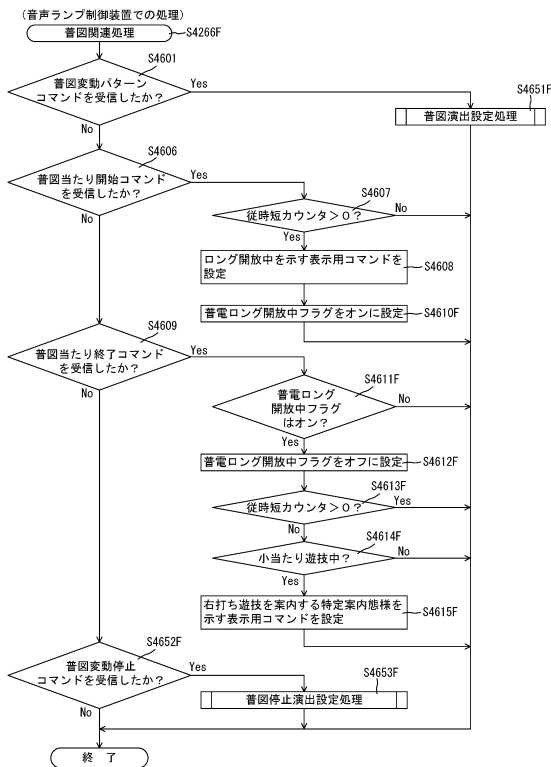 （音声ランプ制御装置での処理）
普図関連処理
S4266F
S4601
普図変動パターン
コマンドを受信したか？
Yes
No
S4651F
普図演出設定処理
S4606
普図当たり開始コマンド
を受信したか？
Yes
No
S4607
従時短カウンタ＞０？
No
Yes
ロング開放中を示す表示用コマンドを
設定
S4608
普電ロング開放中フラグをオンに設定
S4610F
S4609
普図当たり終了コマンド
を受信したか？
Yes
No
S4611F
普電ロング
開放中フラグ
はオン？
No
Yes
普電ロング開放中フラグをオフに設定
S4612F
S4613F
従時短カウンタ＞０？
Yes
No
S4614F
小当たり遊技中？
No
Yes
右打ち遊技を案内する特定案内態様を
示す表示用コマンドを設定
S4615F
S4652F
普図変動停止
コマンドを受信したか？
Yes
No
S4653F
普図停止演出設定処理
終 了